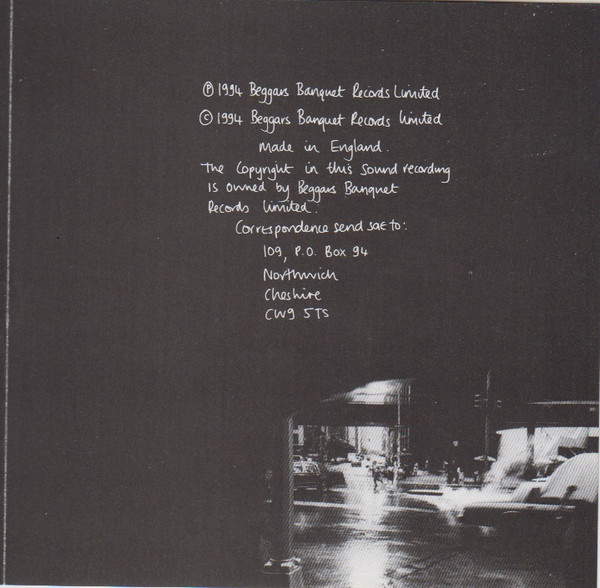 ℗ 1994 Beggars Banquet Records Limited
© 1994 Beggars Banquet Records limited
Made in England.
The Copyright in this Sound recording
is owned by Beggars Banquet
Records limited.
Correspondence send sae to:
109, P.O. Box 94
Northwich
Cheshire
CW9 5TS